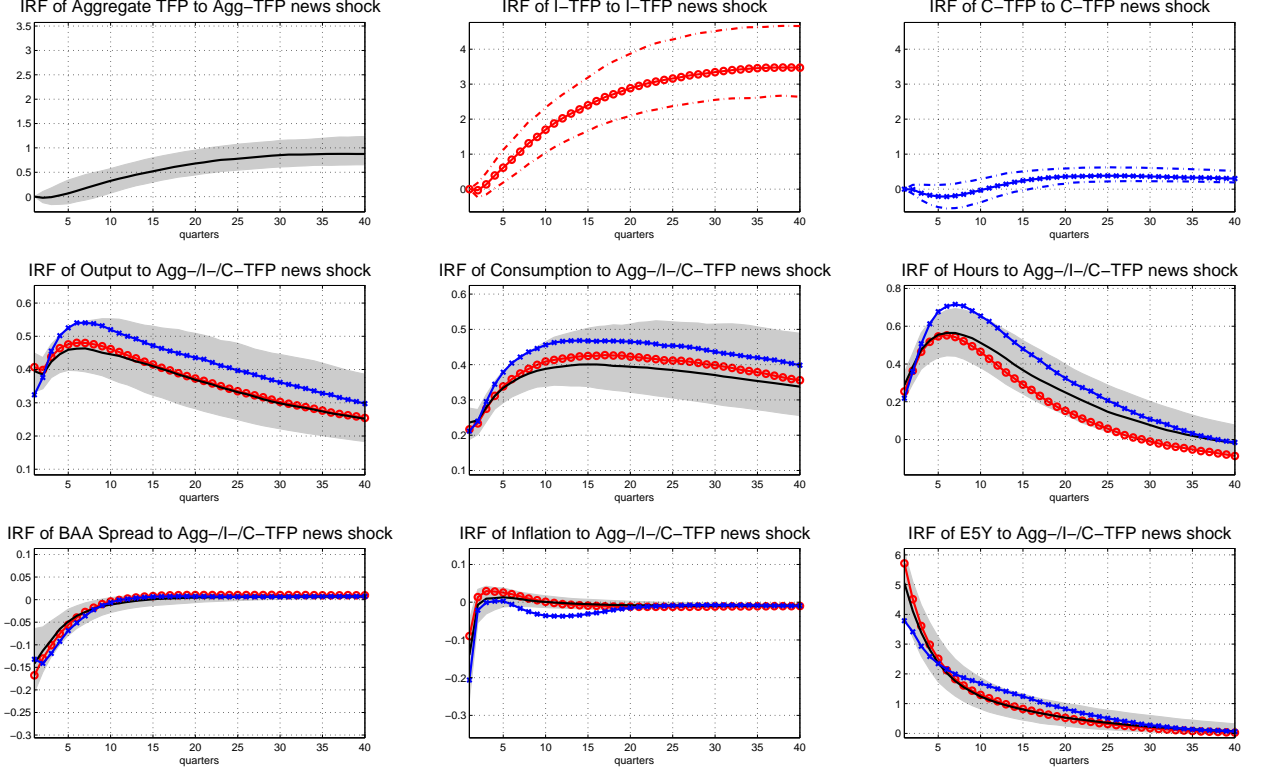 IRF of Aggregate TFP to Agg−TFP news shock
3.5
3
2.5
2
1.5
1
0.5
0
5 10 15 20 25 30 35 40
quarters
IRF of I−TFP to I−TFP news shock
4
3
2
1
0
5 10 15 20 25 30 35 40
quarters
IRF of C−TFP to C−TFP news shock
4
3
2
1
0
5 10 15 20 25 30 35 40
quarters
IRF of Output to Agg−/I−/C−TFP news shock
0.6
0.5
0.4
0.3
0.2
0.1
5 10 15 20 25 30 35 40
quarters
IRF of Consumption to Agg−/I−/C−TFP news shock
0.6
0.5
0.4
0.3
0.2
0.1
5 10 15 20 25 30 35 40
quarters
IRF of Hours to Agg−/I−/C−TFP news shock
0.8
0.6
0.4
0.2
0
5 10 15 20 25 30 35 40
quarters
IRF of BAA Spread to Agg−/I−/C−TFP news shock
0.1
0.05
0
−0.05
−0.1
−0.15
−0.2
−0.25
−0.3
5 10 15 20 25 30 35 40
quarters
IRF of Inflation to Agg−/I−/C−TFP news shock
0.1
0
−0.1
−0.2
−0.3
5 10 15 20 25 30 35 40
quarters
IRF of E5Y to Agg−/I−/C−TFP news shock
6
5
4
3
2
1
0
5 10 15 20 25 30 35 40
quarters